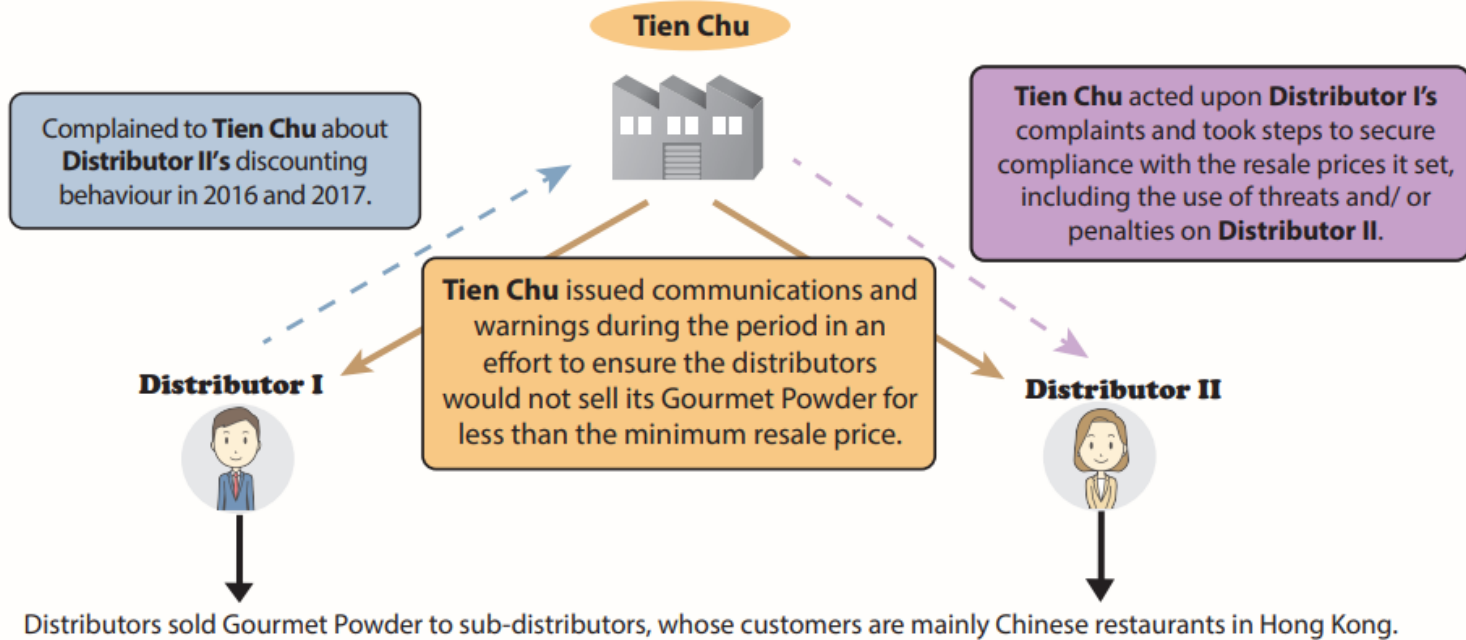 Tien Chu
Complained to Tien Chu about
Distributor II's discounting
behaviour in 2016 and 2017.
Tien Chu acted upon Distributor I's
complaints and took steps to secure
compliance with the resale prices it set,
including the use of threats and/ or
penalties on Distributor II.
Tien Chu issued communications and
warnings during the period in an
effort to ensure the distributors
would not sell its Gourmet Powder for
less than the minimum resale price.
Distributor I
Distributor II
Distributors sold Gourmet Powder to sub-distributors, whose customers are mainly Chinese restaurants in Hong Kong.